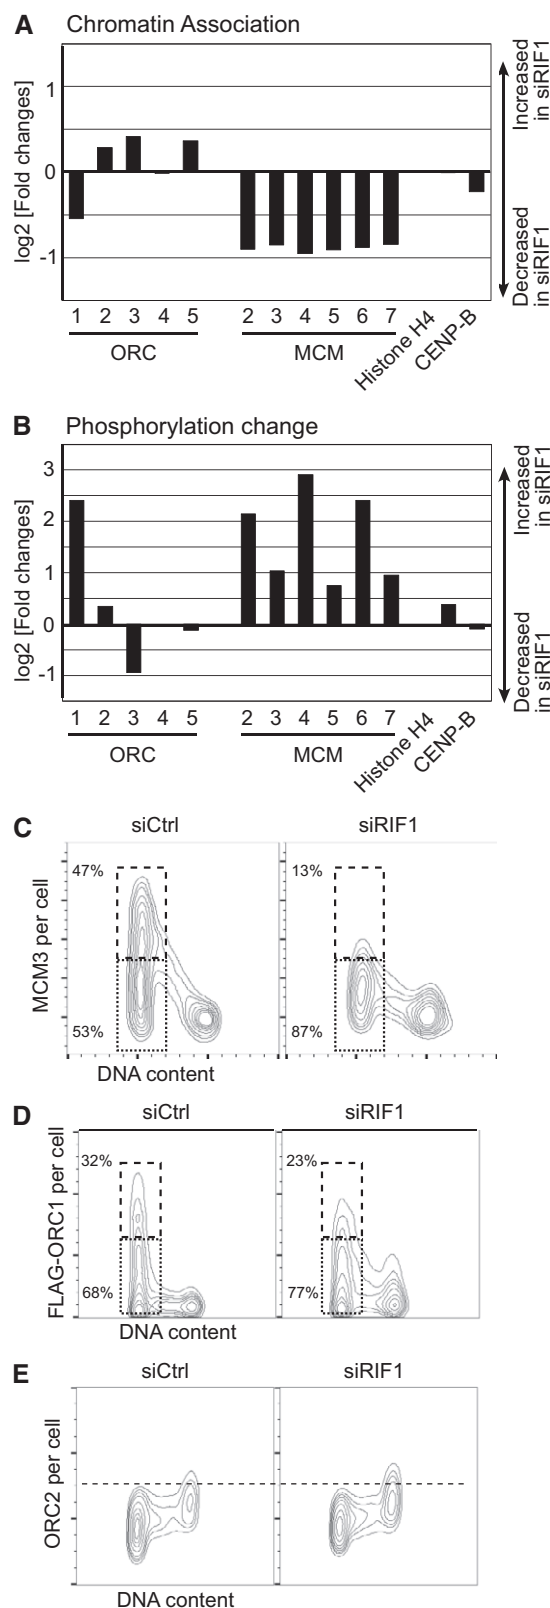 A Chromatin Association
log2 [Fold changes]
1
0
-1
Increased
in siRIF1
Decreased
in siRIF1
1 2 3 4 5 2 3 4 5 6 7
ORC MCM Histone H4 CENP-B
B Phosphorylation change
log2 [Fold changes]
3
2
1
0
-1
Increased
in siRIF1
Decreased
in siRIF1
1 2 3 4 5 2 3 4 5 6 7
ORC MCM Histone H4 CENP-B
C
siCtrl siRIF1
MCM3 per cell
47% 13%
53% 87%
DNA content
D
siCtrl siRIF1
FLAG-ORC1 per cell
32% 23%
68% 77%
DNA content
E
siCtrl siRIF1
ORC2 per cell
DNA content